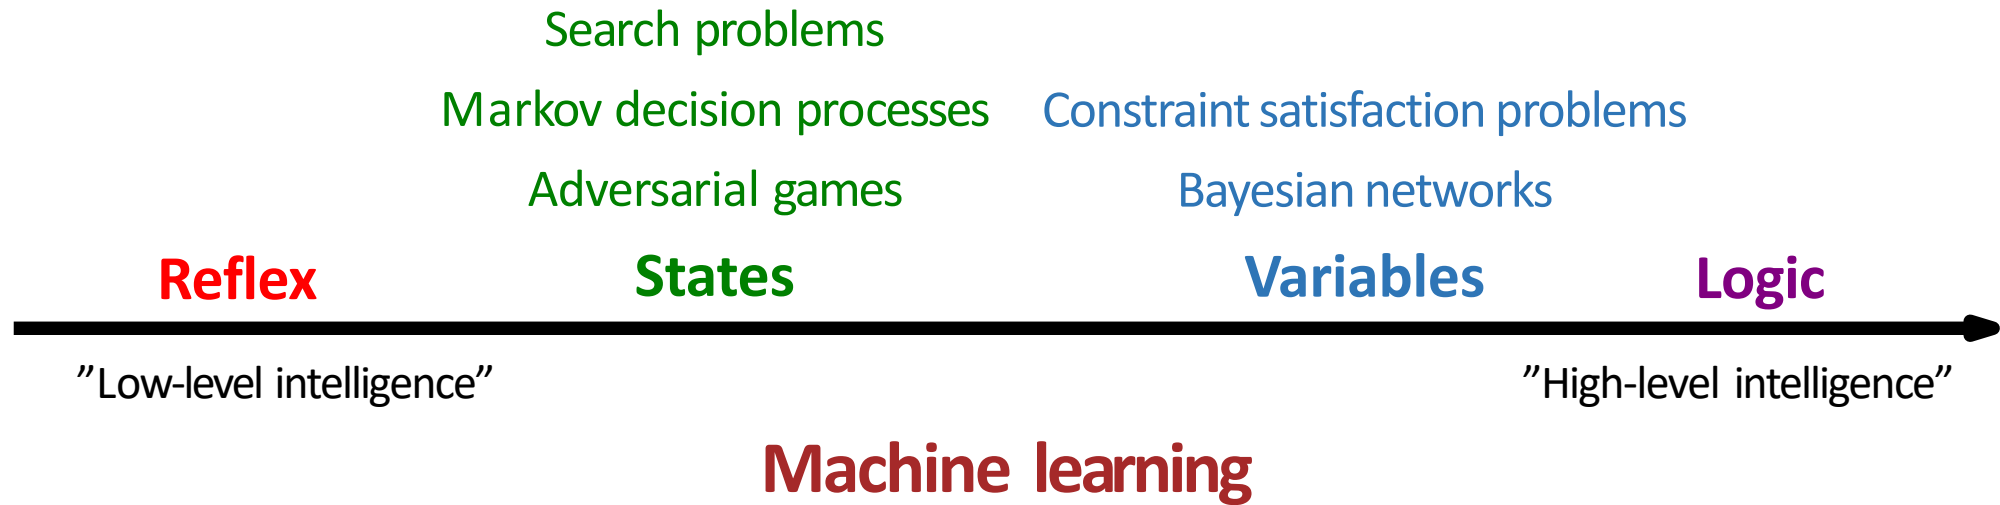 Search problems
Markov decision processes Constraint satisfaction problems
Adversarial games Bayesian networks
Reflex States Variables Logic
”Low-level intelligence” ”High-level intelligence”
Machine learning